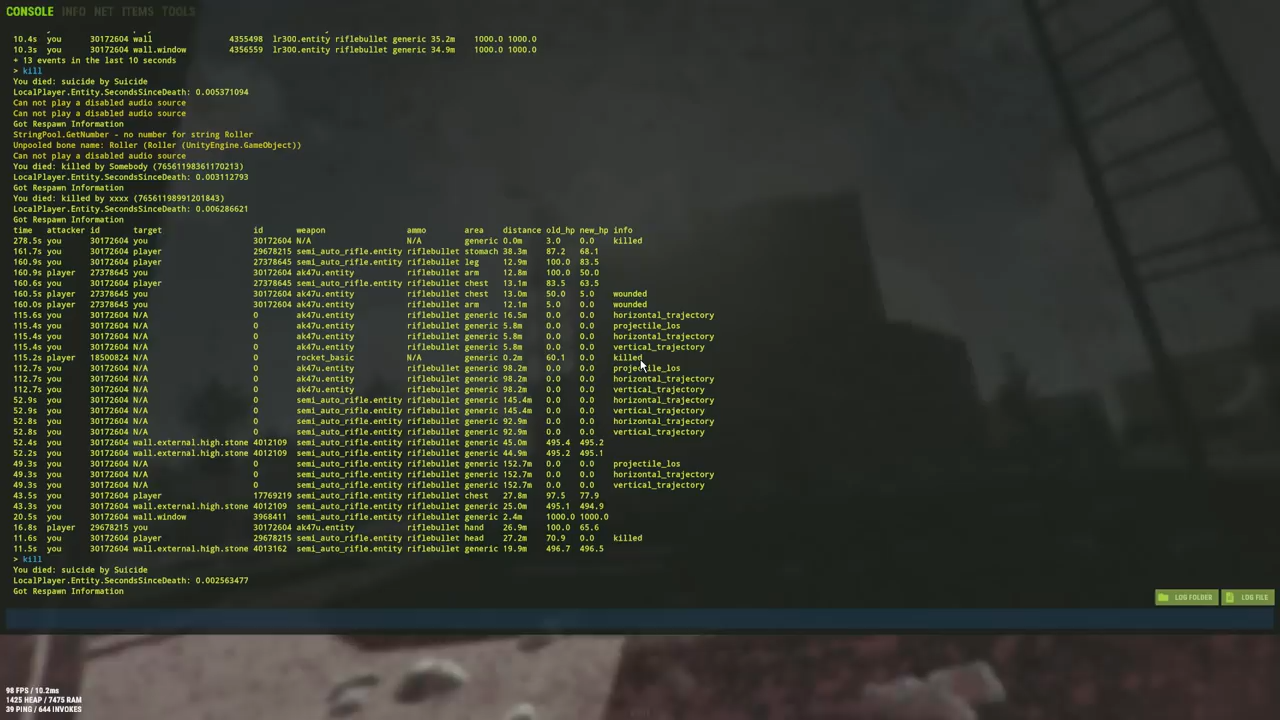 CONSOLE INFO NET ITEMS TOOLS
10.4s you 30172604 wall 4355498 lr300.entity riflebullet generic 35.2m 1000.0 1000.0
10.3s you 30172604 wall.window 4356559 lr300.entity riflebullet generic 34.9m 1000.0 1000.0
+ 13 events in the last 10 seconds
> kill
You died: suicide by Suicide
LocalPlayer.Entity.SecondsSinceDeath: 0.005371094
Can not play a disabled audio source
Can not play a disabled audio source
Got Respawn Information
StringPool.GetNumber - no number for string Roller
Unpooled bone name: Roller (Roller (UnityEngine.GameObject))
Can not play a disabled audio source
You died: killed by Somebody (76561198361170213)
LocalPlayer.Entity.SecondsSinceDeath: 0.003112793
Got Respawn Information
You died: killed by xxxx (76561198991201843)
LocalPlayer.Entity.SecondsSinceDeath: 0.006286621
Got Respawn Information
time attacker id target id weapon ammo area distance old_hp new_hp info
278.5s you 30172604 you 30172604 N/A N/A generic 0.0m 3.0 0.0 killed
161.7s you 30172604 player 29678215 semi_auto_rifle.entity riflebullet stomach 38.3m 87.2 68.1
160.9s you 30172604 player 27378645 semi_auto_rifle.entity riflebullet leg 12.9m 100.0 83.5
160.9s player 27378645 you 30172604 ak47u.entity riflebullet arm 12.8m 100.0 50.0
160.6s you 30172604 player 27378645 semi_auto_rifle.entity riflebullet chest 13.1m 83.5 63.5
160.5s player 27378645 you 30172604 ak47u.entity riflebullet chest 13.0m 50.0 5.0 wounded
160.0s player 27378645 you 30172604 ak47u.entity riflebullet arm 12.1m 5.0 0.0 wounded
115.6s you 30172604 N/A 0 ak47u.entity riflebullet generic 16.5m 0.0 0.0 horizontal_trajectory
115.4s you 30172604 N/A 0 ak47u.entity riflebullet generic 5.8m 0.0 0.0 projectile_los
115.4s you 30172604 N/A 0 ak47u.entity riflebullet generic 5.8m 0.0 0.0 horizontal_trajectory
115.4s you 30172604 N/A 0 ak47u.entity riflebullet generic 5.8m 0.0 0.0 vertical_trajectory
115.2s player 18500824 N/A 0 rocket_basic N/A generic 0.2m 60.1 0.0 killed
112.7s you 30172604 N/A 0 ak47u.entity riflebullet generic 98.2m 0.0 0.0 projectile_los
112.7s you 30172604 N/A 0 ak47u.entity riflebullet generic 98.2m 0.0 0.0 horizontal_trajectory
112.7s you 30172604 N/A 0 ak47u.entity riflebullet generic 98.2m 0.0 0.0 vertical_trajectory
52.9s you 30172604 N/A 0 semi_auto_rifle.entity riflebullet generic 145.4m 0.0 0.0 horizontal_trajectory
52.9s you 30172604 N/A 0 semi_auto_rifle.entity riflebullet generic 145.4m 0.0 0.0 vertical_trajectory
52.8s you 30172604 N/A 0 semi_auto_rifle.entity riflebullet generic 92.9m 0.0 0.0 horizontal_trajectory
52.8s you 30172604 N/A 0 semi_auto_rifle.entity riflebullet generic 92.9m 0.0 0.0 vertical_trajectory
52.4s you 30172604 wall.external.high.stone 4012109 semi_auto_rifle.entity riflebullet generic 45.0m 495.4 495.2
52.2s you 30172604 wall.external.high.stone 4012109 semi_auto_rifle.entity riflebullet generic 44.9m 495.2 495.1
49.3s you 30172604 N/A 0 semi_auto_rifle.entity riflebullet generic 152.7m 0.0 0.0 projectile_los
49.3s you 30172604 N/A 0 semi_auto_rifle.entity riflebullet generic 152.7m 0.0 0.0 horizontal_trajectory
49.3s you 30172604 N/A 0 semi_auto_rifle.entity riflebullet generic 152.7m 0.0 0.0 vertical_trajectory
43.5s you 30172604 player 17769219 semi_auto_rifle.entity riflebullet chest 27.8m 97.5 77.9
43.3s you 30172604 wall.external.high.stone 4012109 semi_auto_rifle.entity riflebullet generic 25.0m 495.1 494.9
20.5s you 30172604 wall.window 3968411 semi_auto_rifle.entity riflebullet generic 2.4m 1000.0 1000.0
16.8s player 29678215 you 30172604 ak47u.entity riflebullet hand 26.9m 100.0 65.6
11.6s you 30172604 player 29678215 semi_auto_rifle.entity riflebullet head 27.2m 70.9 0.0 killed
11.5s you 30172604 wall.external.high.stone 4013162 semi_auto_rifle.entity riflebullet generic 19.9m 496.7 496.5
> kill
You died: suicide by Suicide
LocalPlayer.Entity.SecondsSinceDeath: 0.002563477
Got Respawn Information
LOG FOLDER LOG FILE
98 FPS / 10.2ms
1425 HEAP / 7475 RAM
39 PING / 644 INVOKES